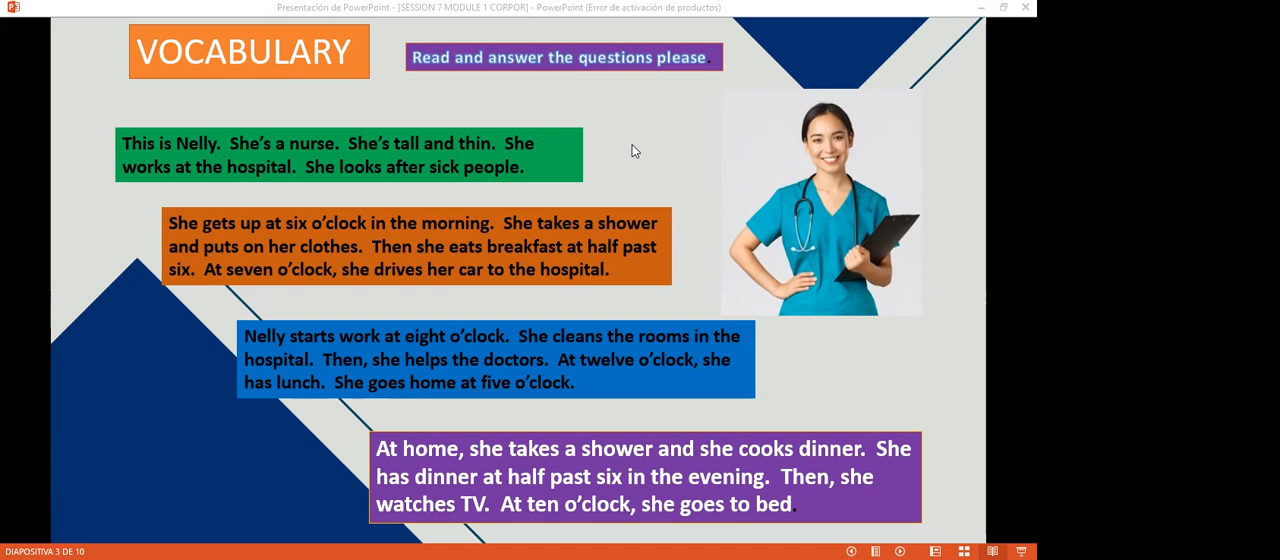 Presentación de PowerPoint - [SESSION 7 MODULE 1 CORPOR] - PowerPoint (Error de activación de productos)
VOCABULARY
Read and answer the questions please.
This is Nelly. She's a nurse. She's tall and thin. She
works at the hospital. She looks after sick people.
She gets up at six o'clock in the morning. She takes a shower
and puts on her clothes. Then she eats breakfast at half past
six. At seven o'clock, she drives her car to the hospital.
Nelly starts work at eight o'clock. She cleans the rooms in the
hospital. Then, she helps the doctors. At twelve o'clock, she
has lunch. She goes home at five o'clock.
At home, she takes a shower and she cooks dinner. She
has dinner at half past six in the evening. Then, she
watches TV. At ten o'clock, she goes to bed.
DIAPOSITIVA 3 DE 10